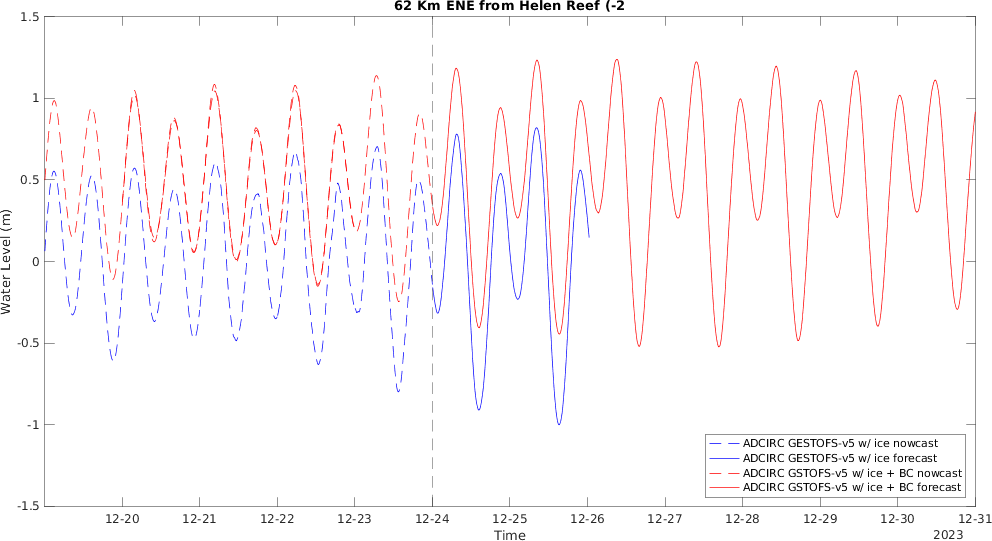 62 Km ENE from Helen Reef (-2
Water Level (m)
1.5
1
0.5
0
-0.5
-1
-1.5
12-20 12-21 12-22 12-23 12-24 12-25 12-26 12-27 12-28 12-29 12-30 12-31
Time
2023
ADCIRC GESTOFS-v5 w/ ice nowcast
ADCIRC GESTOFS-v5 w/ ice forecast
ADCIRC GSTOFS-v5 w/ ice + BC nowcast
ADCIRC GSTOFS-v5 w/ ice + BC forecast